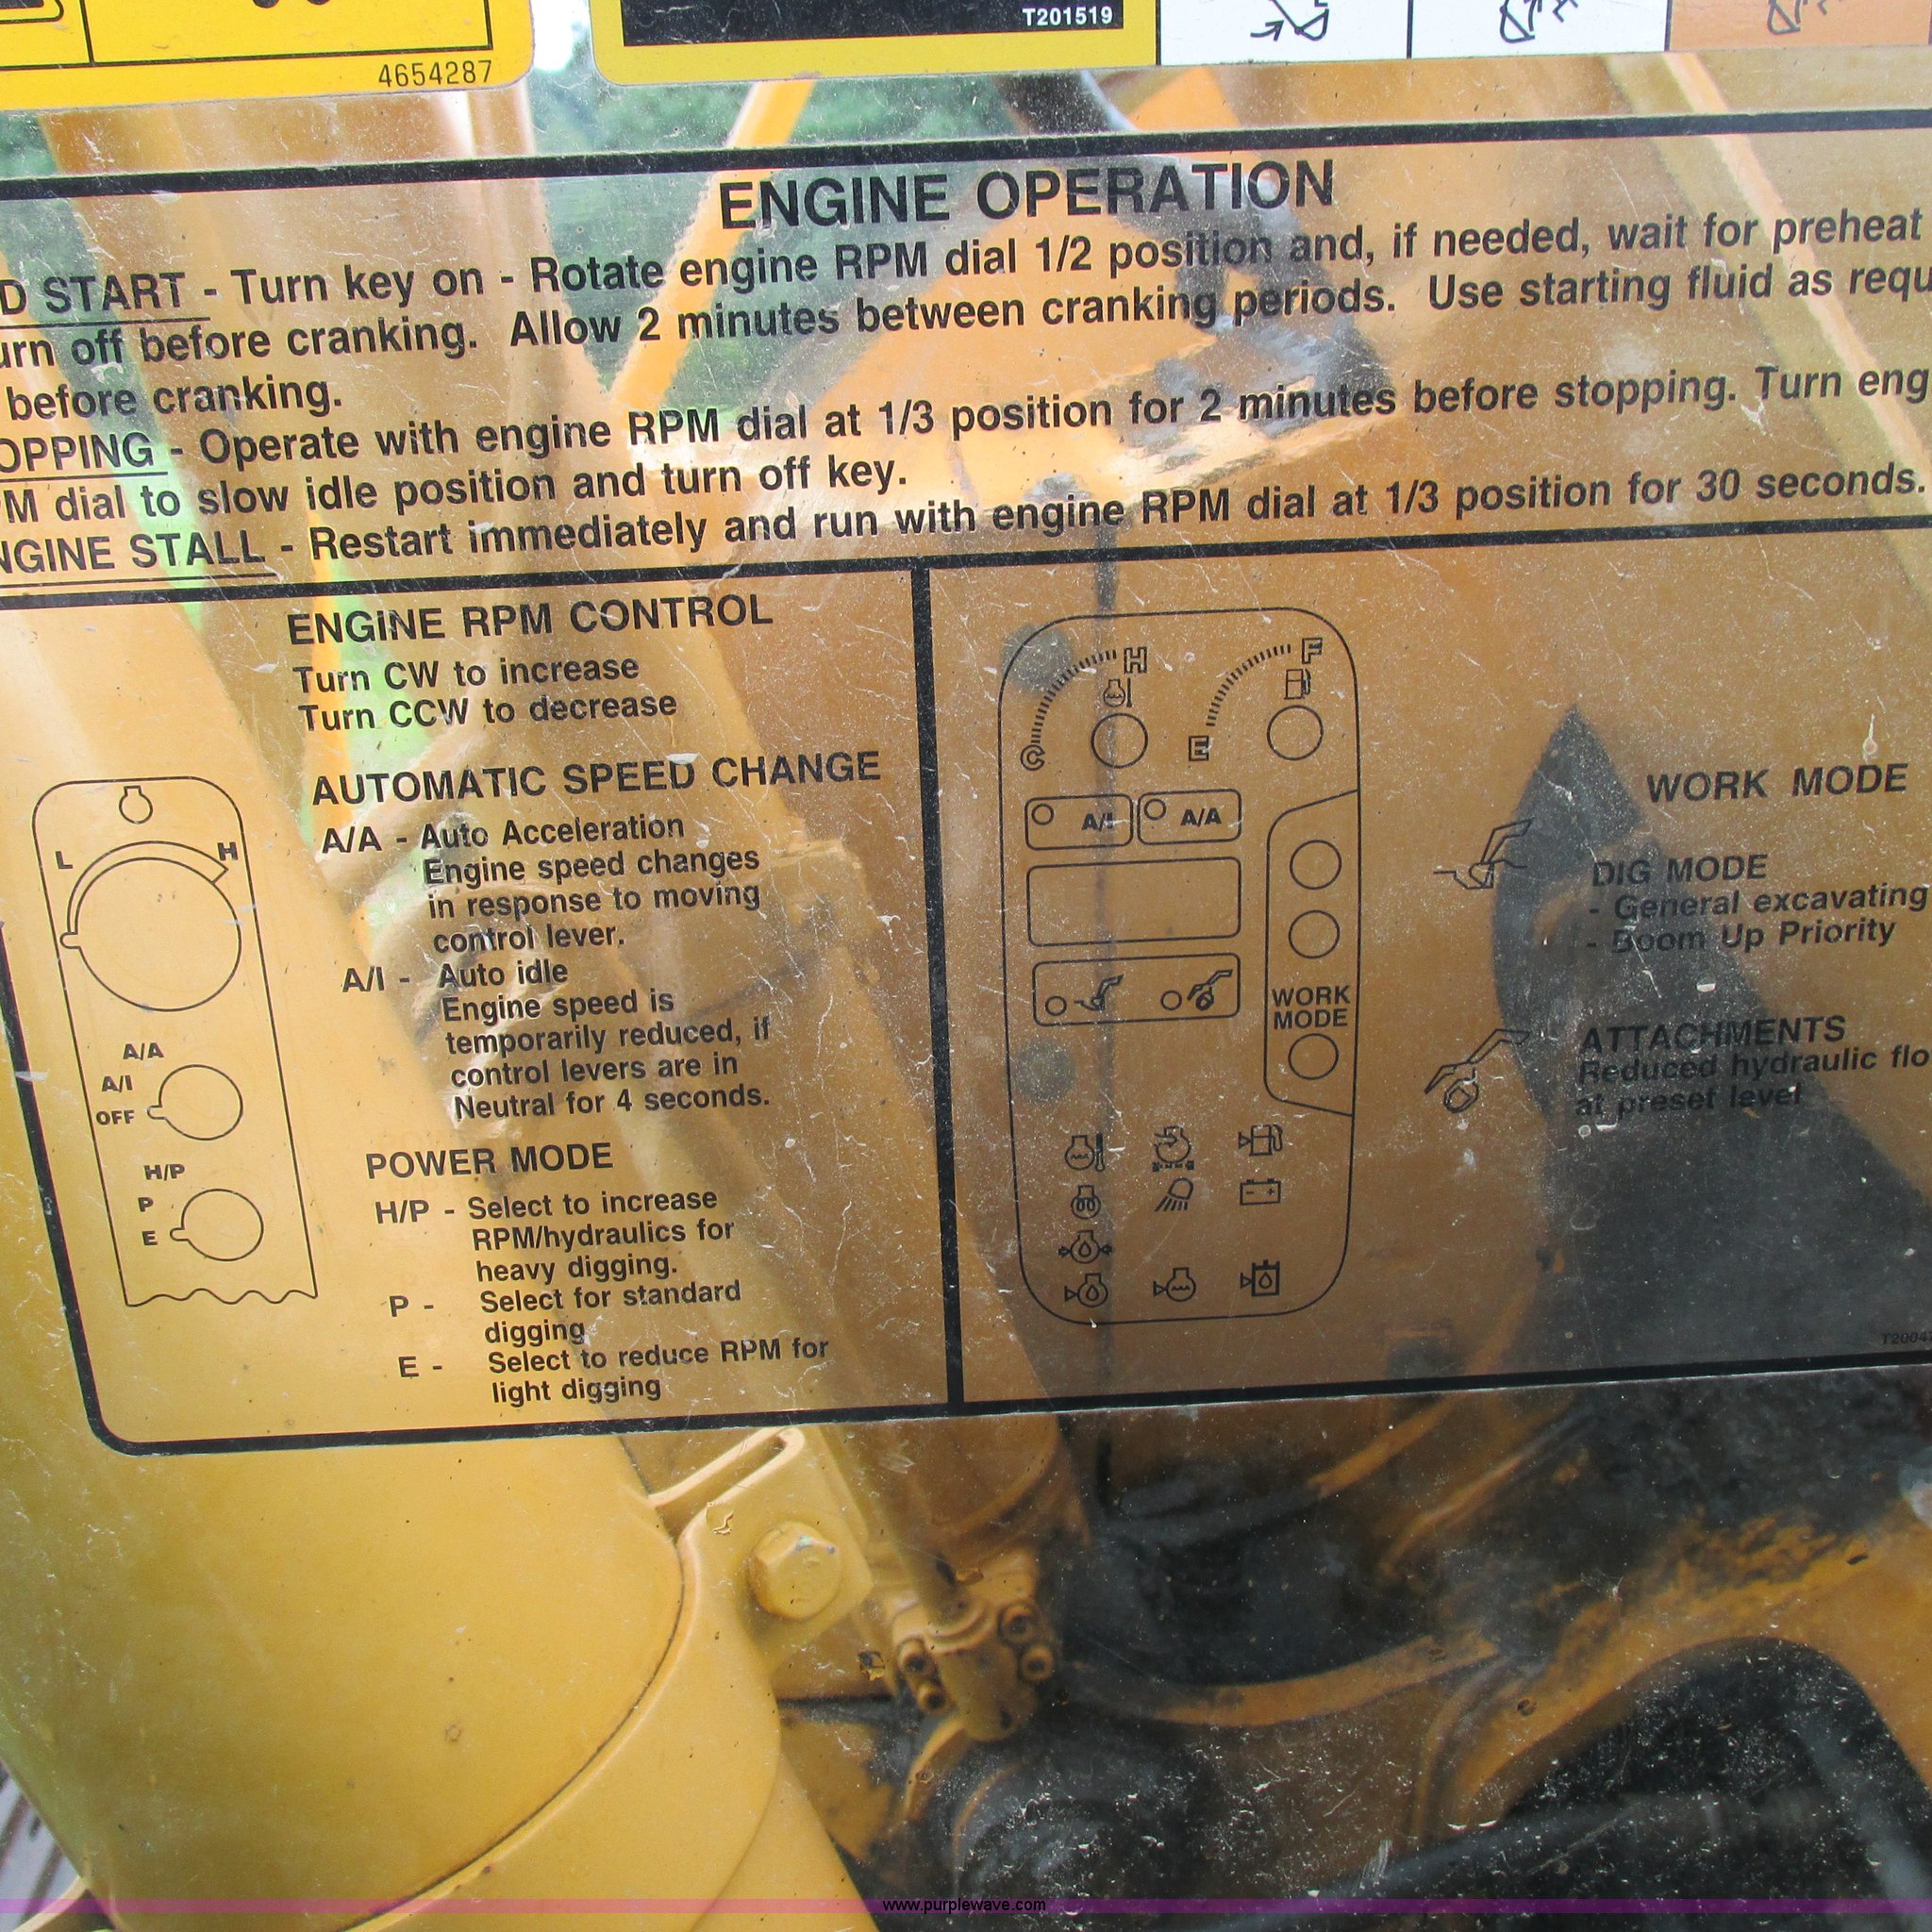 4654287
T201519
ENGINE OPERATION
D START - Turn key on - Rotate engine RPM dial 1/2 position and, if needed, wait for preheat
urn off before cranking. Allow 2 minutes between cranking periods. Use starting fluid as requ
before cranking.
OPPING - Operate with engine RPM dial at 1/3 position for 2 minutes before stopping. Turn eng
PM dial to slow idle position and turn off key.
NGINE STALL - Restart immediately and run with engine RPM dial at 1/3 position for 30 seconds.
ENGINE RPM CONTROL
Turn CW to increase
Turn CCW to decrease
AUTOMATIC SPEED CHANGE
A/A - Auto Acceleration
Engine speed changes
in response to moving
control lever.
A/I - Auto idle
Engine speed is
temporarily reduced, if
control levers are in
Neutral for 4 seconds.
POWER MODE
H/P - Select to increase
RPM/hydraulics for
heavy digging.
P - Select for standard
digging
E - Select to reduce RPM for
light digging
L H
A/A
A/I
OFF
H/P
P
E
H F
C E
A/I A/A
WORK
MODE
WORK MODE
DIG MODE
- General excavating
- Boom Up Priority
ATTACHMENTS
Reduced hydraulic flo
at preset level
T2004
www.purplewave.com